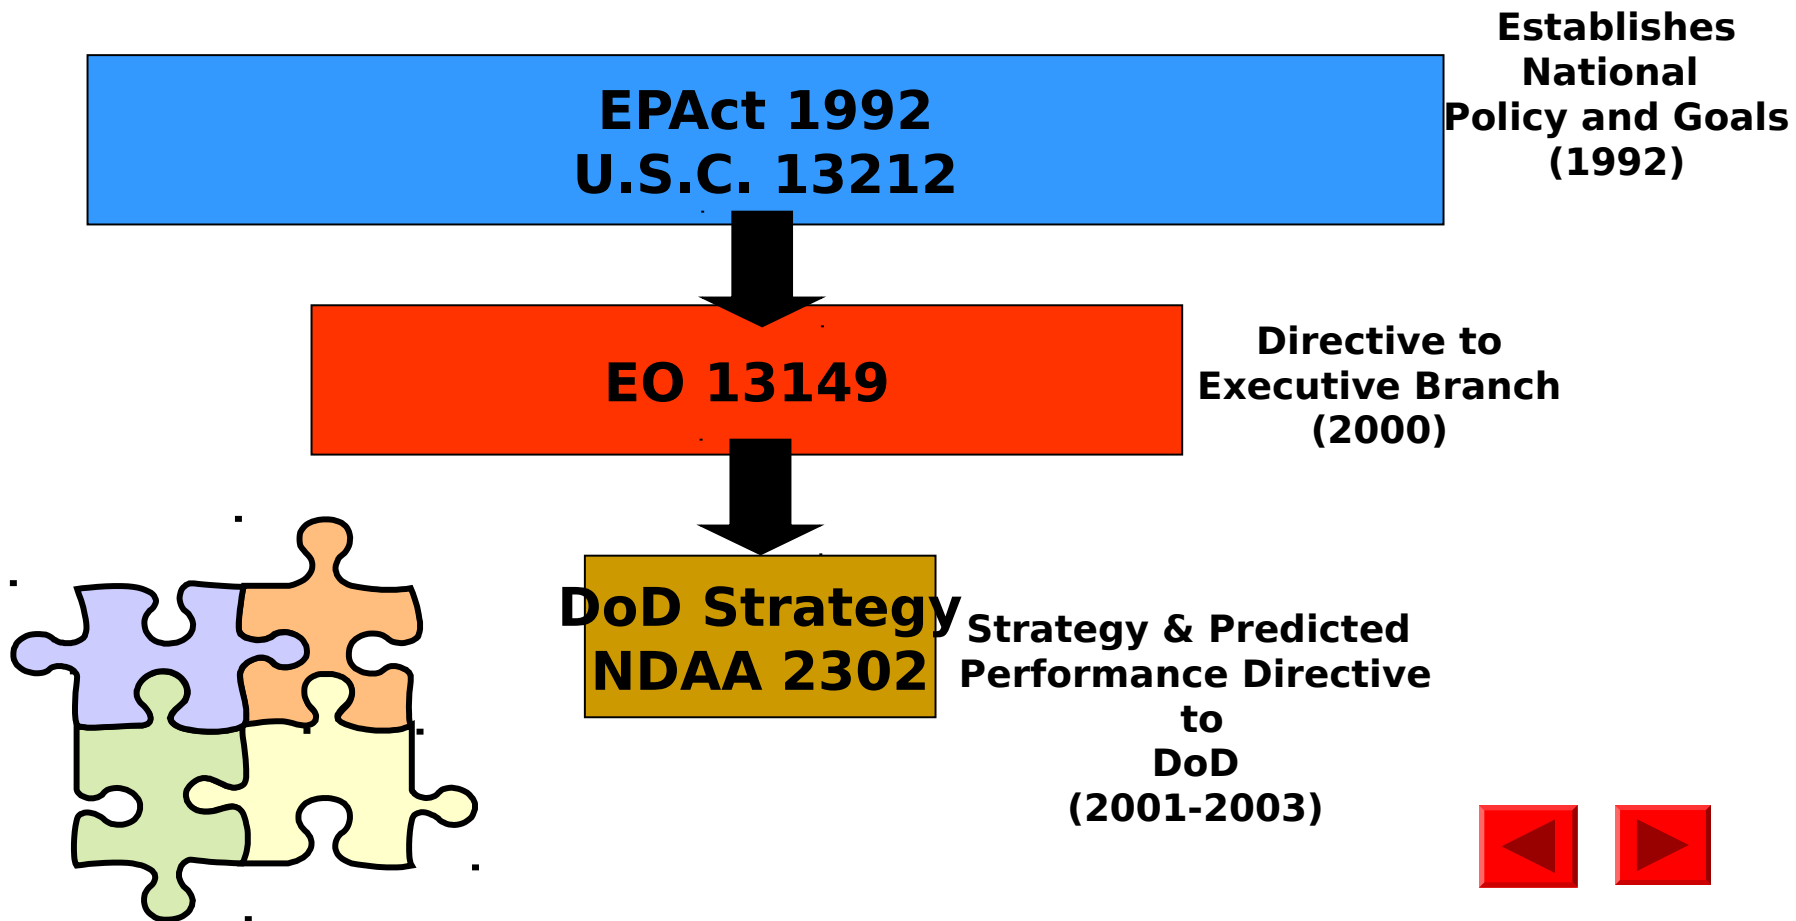 EPAct 1992
U.S.C. 13212
Establishes
National
Policy and Goals
(1992)
EO 13149
Directive to
Executive Branch
(2000)
DoD Strategy
NDAA 2302
Strategy & Predicted
Performance Directive
to
DoD
(2001-2003)